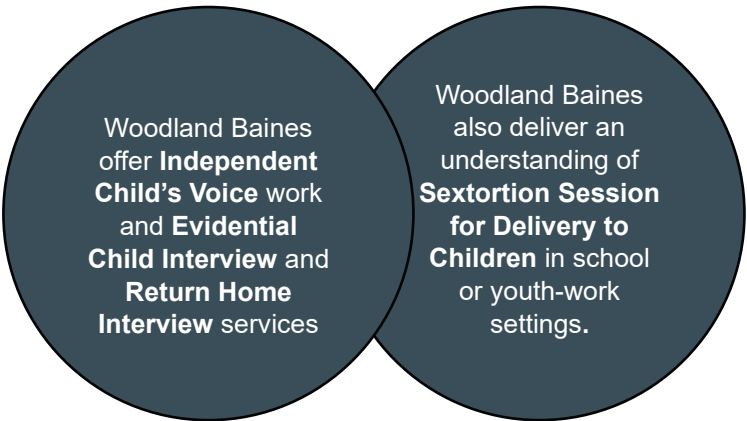 Woodland Baines
offer Independent
Child's Voice work
and Evidential
Child Interview and
Return Home
Interview services
Woodland Baines
also deliver an
understanding of
Sextortion Session
for Delivery to
Children in school
or youth-work
settings.